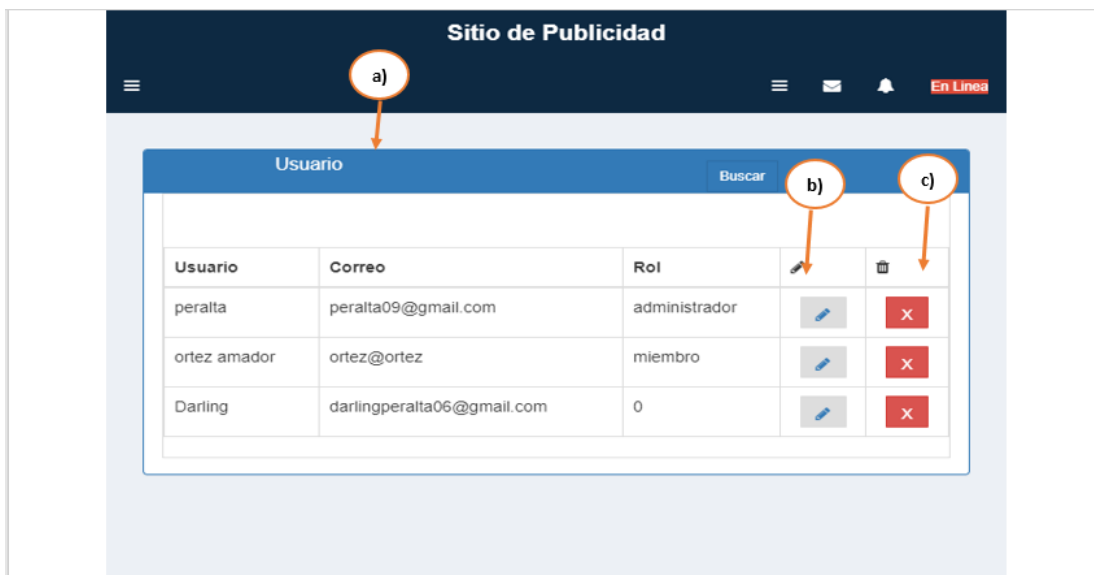 Sitio de Publicidad
a)
En Linea
Usuario
Buscar
b)
c)
Usuario Correo Rol
peralta peralta09@gmail.com administrador X
ortez amador ortez@ortez miembro X
Darling darlingperalta06@gmail.com 0 X